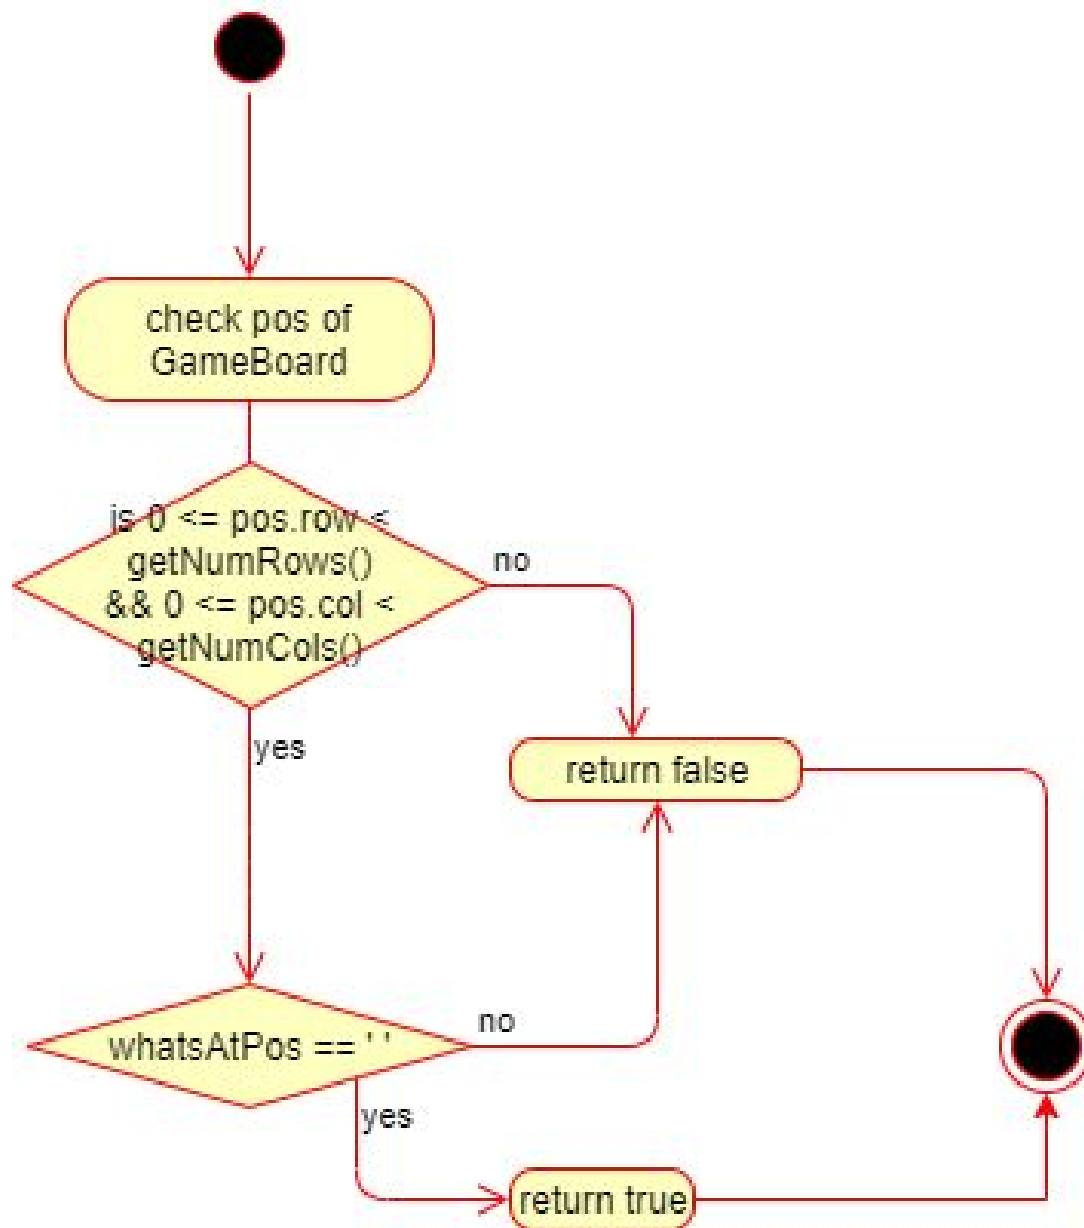 check pos of
GameBoard
is 0 <= pos.row <
getNumRows()
&& 0 <= pos.col <
getNumCols()
no
yes
return false
whatsAtPos == ' '
no
yes
return true